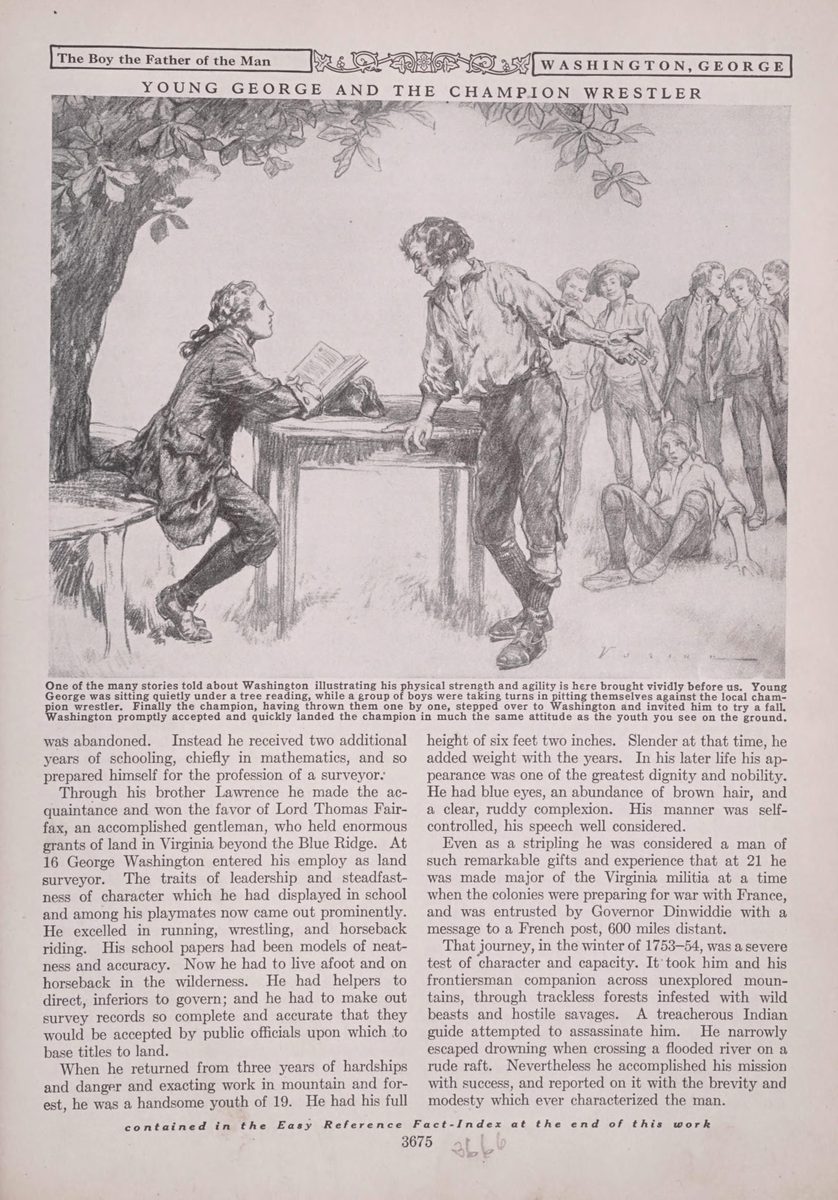 The Boy the Father of the Man
WASHINGTON, GEORGE
YOUNG GEORGE AND THE CHAMPION WRESTLER
One of the many stories told about Washington illustrating his physical strength and agility is here brought vividly before us. Young
George was sitting quietly under a tree reading, while a group of boys were taking turns in pitting themselves against the local cham-
pion wrestler. Finally the champion, having thrown them one by one, stepped over to Washington and invited him to try a fall.
Washington promptly accepted and quickly landed the champion in much the same attitude as the youth you see on the ground.
was abandoned. Instead he received two additional
years of schooling, chiefly in mathematics, and so
prepared himself for the profession of a surveyor.
Through his brother Lawrence he made the ac-
quaintance and won the favor of Lord Thomas Fair-
fax, an accomplished gentleman, who held enormous
grants of land in Virginia beyond the Blue Ridge. At
16 George Washington entered his employ as land
surveyor. The traits of leadership and steadfast-
ness of character which he had displayed in school
and among his playmates now came out prominently.
He excelled in running, wrestling, and horseback
riding. His school papers had been models of neat-
ness and accuracy. Now he had to live afoot and on
horseback in the wilderness. He had helpers to
direct, inferiors to govern; and he had to make out
survey records so complete and accurate that they
would be accepted by public officials upon which to
base titles to land.
When he returned from three years of hardships
and danger and exacting work in mountain and for-
est, he was a handsome youth of 19. He had his full
height of six feet two inches. Slender at that time, he
added weight with the years. In his later life his ap-
pearance was one of the greatest dignity and nobility.
He had blue eyes, an abundance of brown hair, and
a clear, ruddy complexion. His manner was self-
controlled, his speech well considered.
Even as a stripling he was considered a man of
such remarkable gifts and experience that at 21 he
was made major of the Virginia militia at a time
when the colonies were preparing for war with France,
and was entrusted by Governor Dinwiddie with a
message to a French post, 600 miles distant.
That journey, in the winter of 1753–54, was a severe
test of character and capacity. It took him and his
frontiersman companion across unexplored moun-
tains, through trackless forests infested with wild
beasts and hostile savages. A treacherous Indian
guide attempted to assassinate him. He narrowly
escaped drowning when crossing a flooded river on a
rude raft. Nevertheless he accomplished his mission
with success, and reported on it with the brevity and
modesty which ever characterized the man.
contained in the Easy Reference Fact-Index at the end of this work
3675
3666